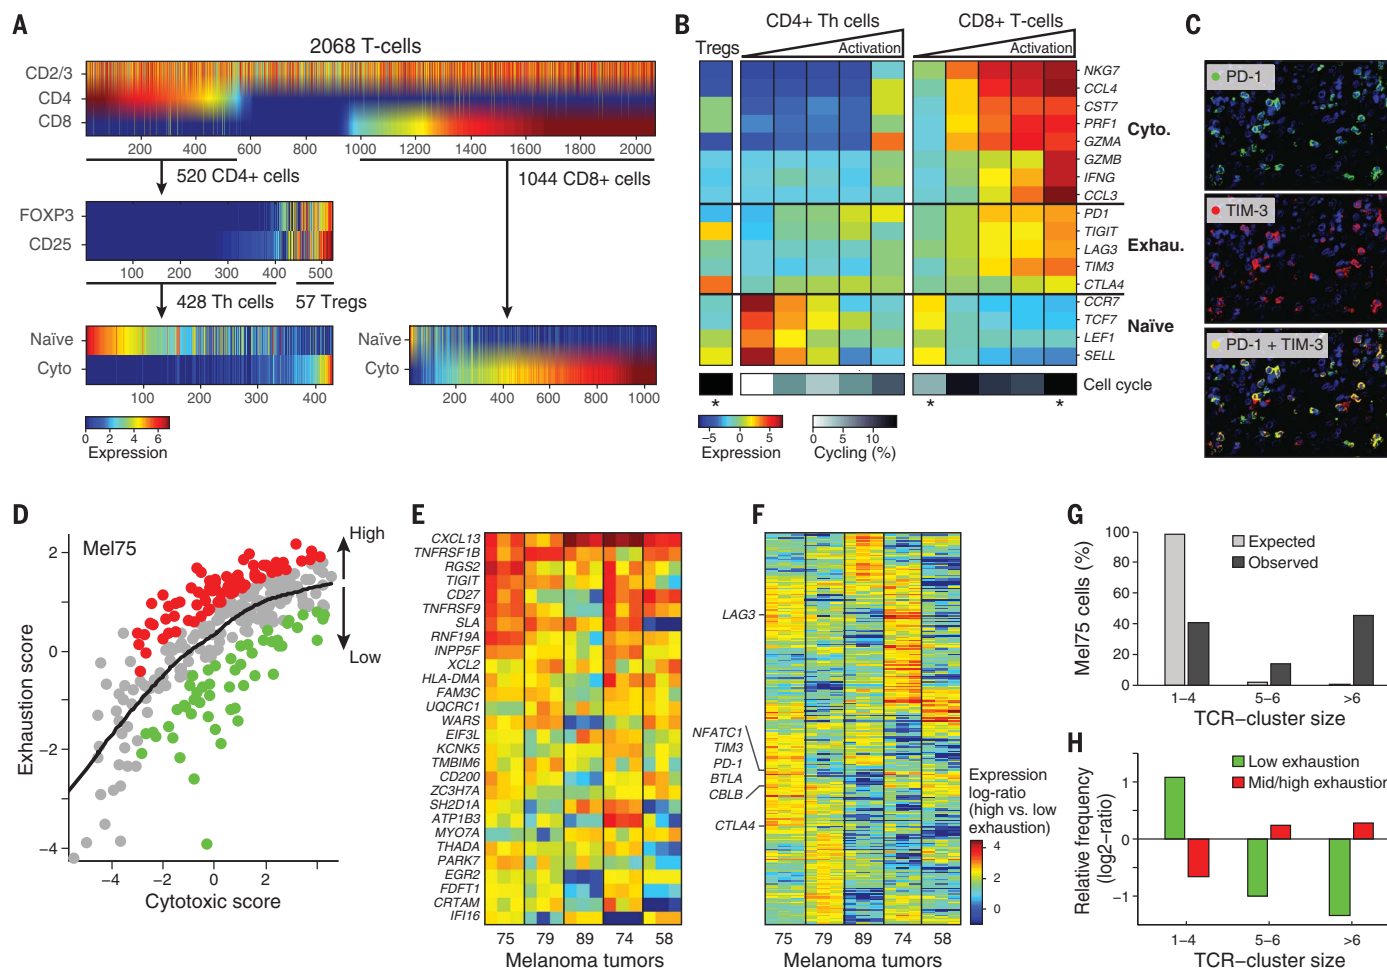 A
2068 T-cells
CD2/3
CD4
CD8
200 400 600 800 1000 1200 1400 1600 1800 2000
520 CD4+ cells
1044 CD8+ cells
FOXP3
CD25
100 200 300 400 500
428 Th cells
57 Tregs
Naïve
Cyto
100 200 300 400
Naïve
Cyto
200 400 600 800 1000
0 2 4 6
Expression
B
CD4+ Th cells
CD8+ T-cells
Tregs
Activation
Activation
NKG7
CCL4
CST7
PRF1
GZMA
GZMB
IFNG
CCL3
Cyto.
PD1
TIGIT
LAG3
TIM3
CTLA4
Exhau.
CCR7
TCF7
LEF1
SELL
Naïve
Cell cycle
* * *
−5 0 5
Expression
0 5 10
Cycling (%)
C
PD-1
TIM-3
PD-1 + TIM-3
D
Mel75
High
Low
2
0
−2
−4
Exhaustion score
−4 −2 0 2
Cytotoxic score
E
CXCL13
TNFRSF1B
RGS2
TIGIT
CD27
TNFRSF9
SLA
RNF19A
INPP5F
XCL2
HLA-DMA
FAM3C
UQCRC1
WARS
EIF3L
KCNK5
TMBIM6
CD200
ZC3H7A
SH2D1A
ATP1B3
MYO7A
THADA
PARK7
EGR2
FDFT1
CRTAM
IFI16
75 79 89 74 58
Melanoma tumors
F
LAG3
NFATC1
TIM3
PD-1
BTLA
CBLB
CTLA4
75 79 89 74 58
Melanoma tumors
Expression
log-ratio
(high vs. low
exhaustion)
4
2
0
G
100
80
60
40
20
0
Mel75 cells (%)
Expected
Observed
1−4 5−6 >6
TCR−cluster size
H
Low exhaustion
Mid/high exhaustion
1
0
−1
Relative frequency
(log2−ratio)
1−4 5−6 >6
TCR−cluster size